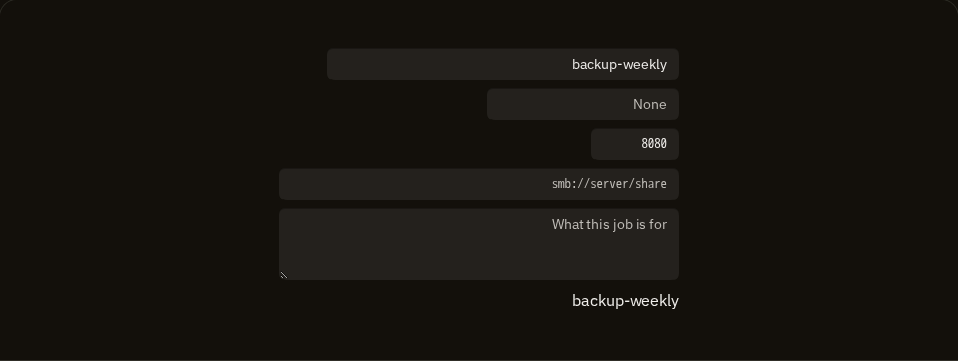 backup-weekly
None
8080
smb://server/share
What this job is for
backup-weekly